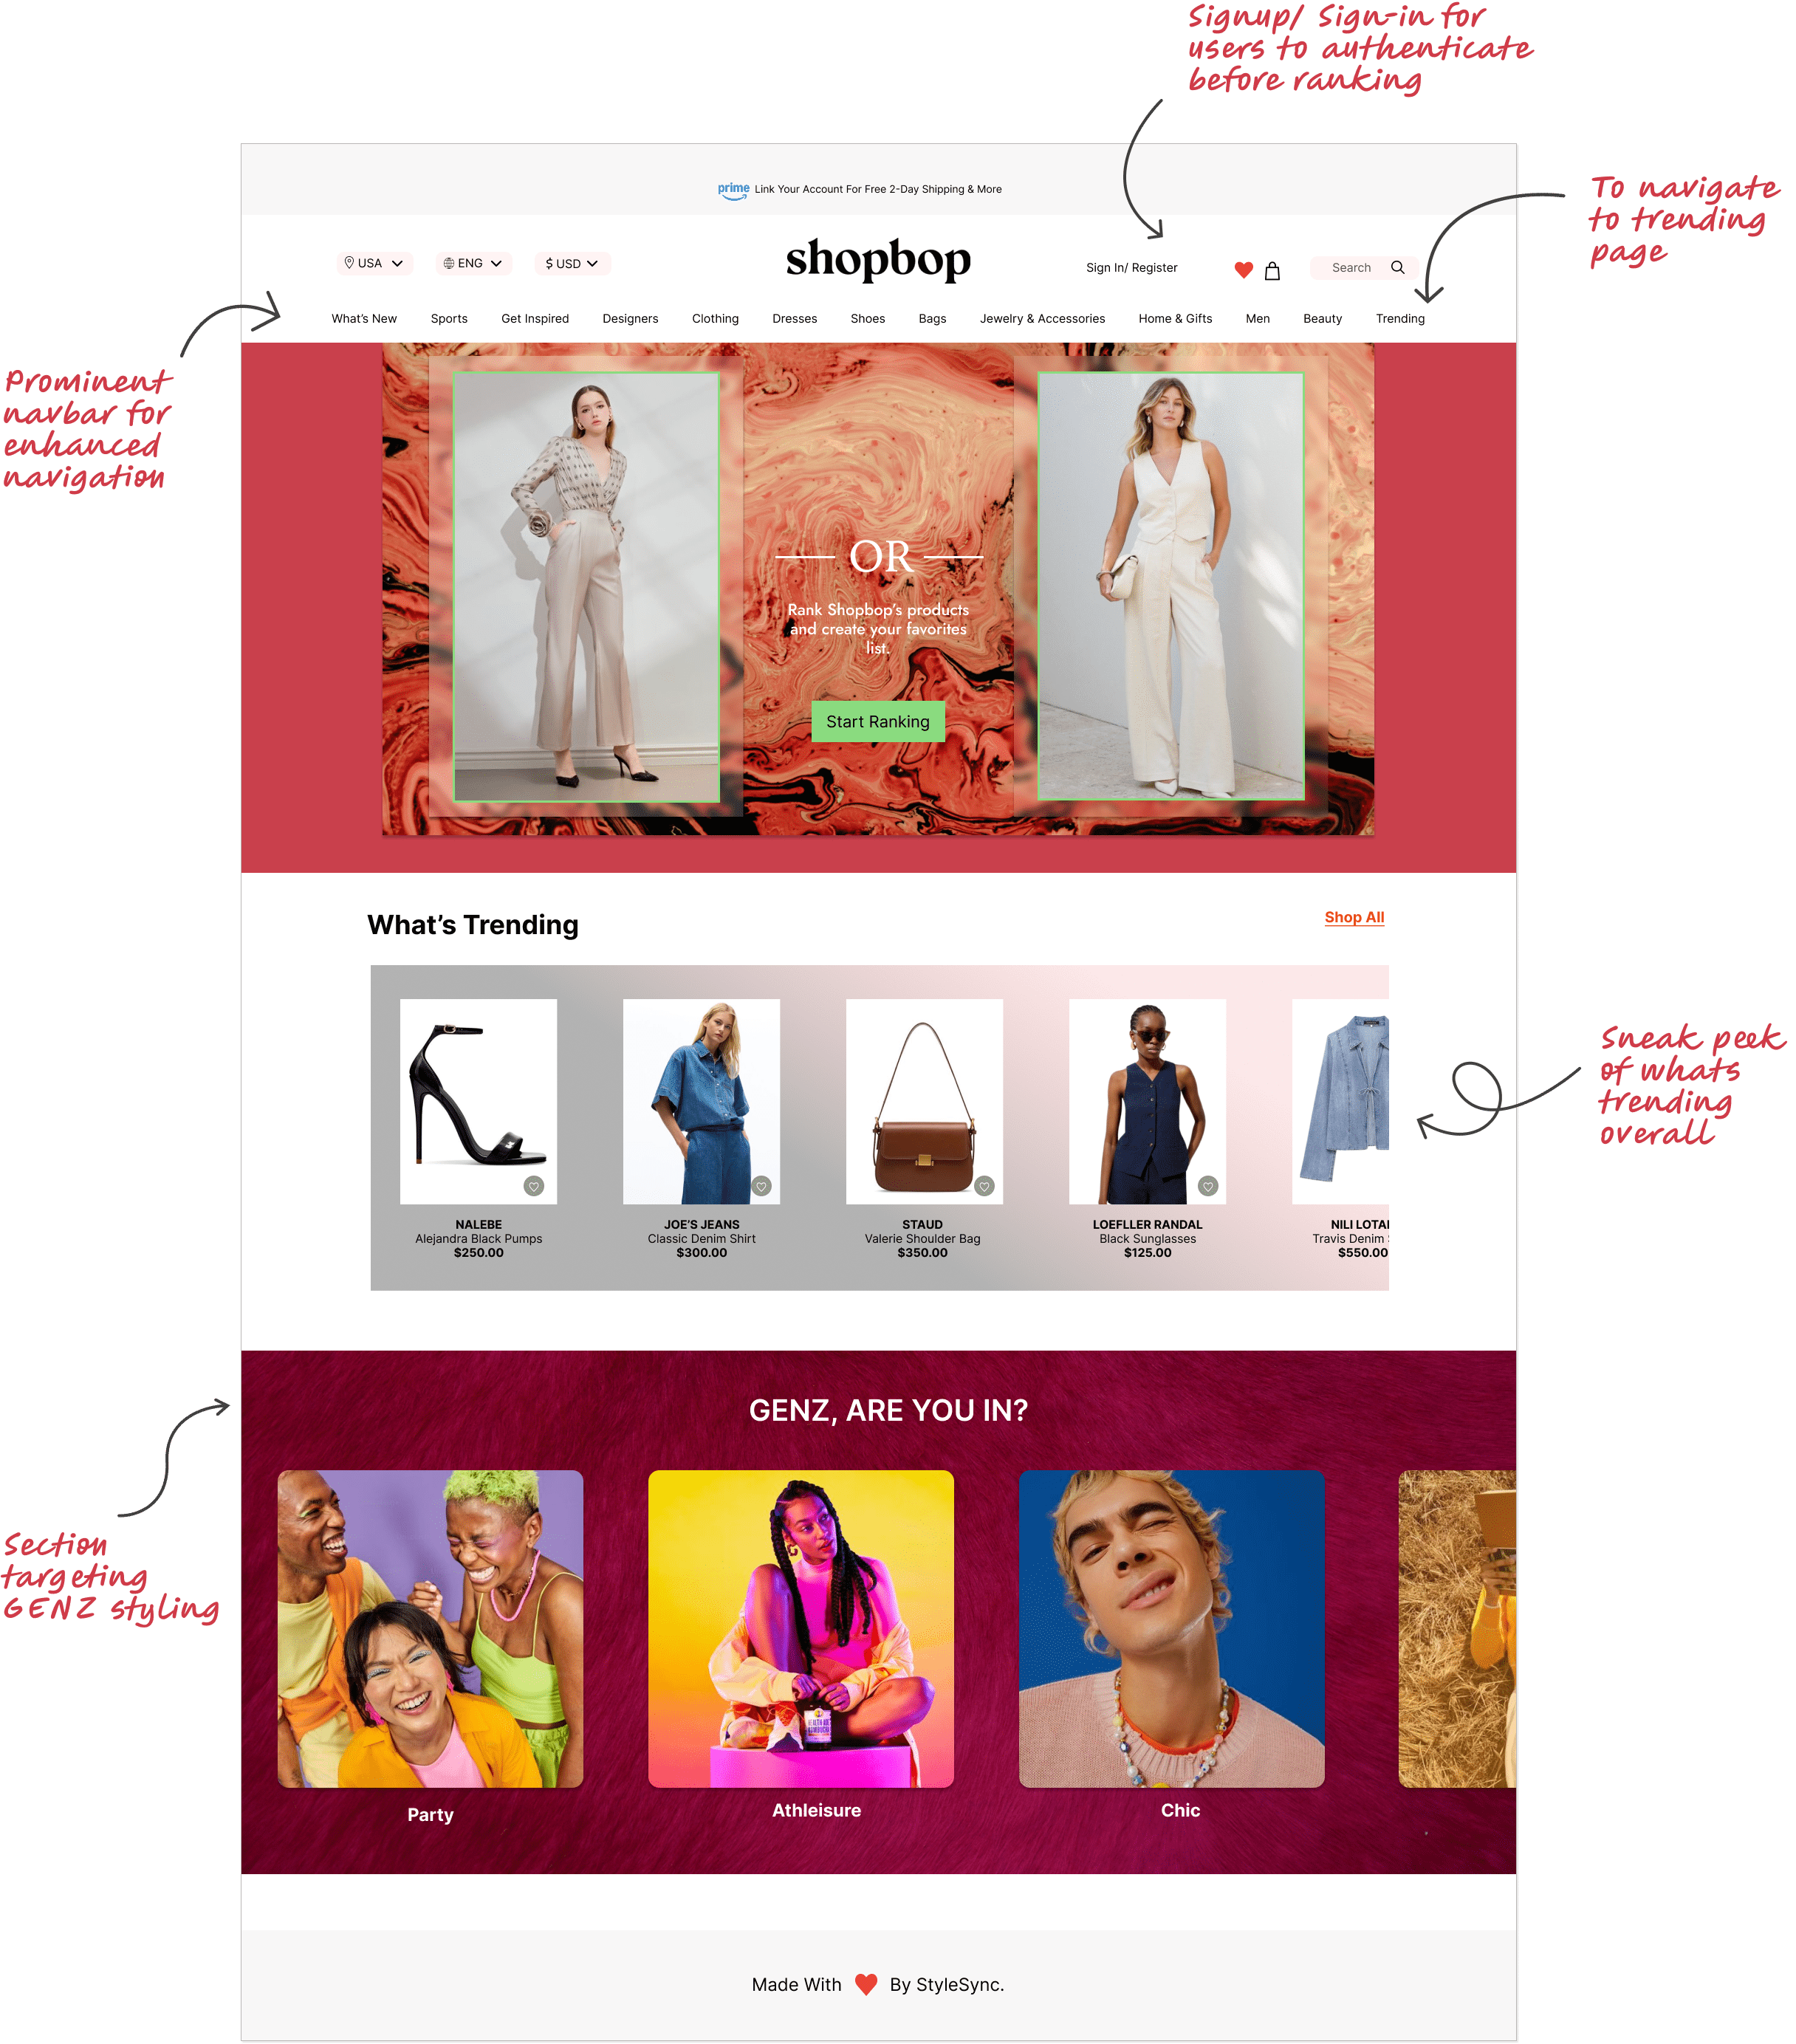 Signup/ Sign-in for
users to authenticate
before ranking
To navigate
to trending
page
prime Link Your Account For Free 2-Day Shipping & More
USA
ENG
$ USD
shopbop
Sign In/ Register
Search
What's New Sports Get Inspired Designers Clothing Dresses Shoes Bags Jewelry & Accessories Home & Gifts Men Beauty Trending
Prominent
navbar for
enhanced
navigation
OR
Rank Shopbop's products
and create your favorites
list.
Start Ranking
What's Trending
Shop All
NALEBE
Alejandra Black Pumps
$250.00
JOE'S JEANS
Classic Denim Shirt
$300.00
STAUD
Valerie Shoulder Bag
$350.00
LOEFLLER RANDAL
Black Sunglasses
$125.00
NILI LOTA
Travis Denim
$550.00
Sneak peek
of whats
trending
overall
GENZ, ARE YOU IN?
Section
targeting
GENZ styling
Party
Athleisure
Chic
Made With By StyleSync.